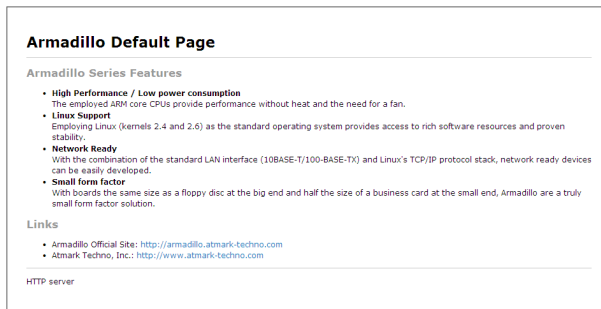 Armadillo Default Page
Armadillo Series Features
• High Performance / Low power consumption
The employed ARM core CPUs provide performance without heat and the need for a fan.
• Linux Support
Employing Linux (kernels 2.4 and 2.6) as the standard operating system provides access to rich software resources and proven
stability.
• Network Ready
With the combination of the standard LAN interface (10BASE-T/100-BASE-TX) and Linux's TCP/IP protocol stack, network ready devices
can be easily developed.
• Small form factor
With boards the same size as a floppy disc at the big end and half the size of a business card at the small end, Armadillo are a truly
small form factor solution.
Links
• Armadillo Official Site: http://armadillo.atmark-techno.com
• Atmark Techno, Inc.: http://www.atmark-techno.com
HTTP server